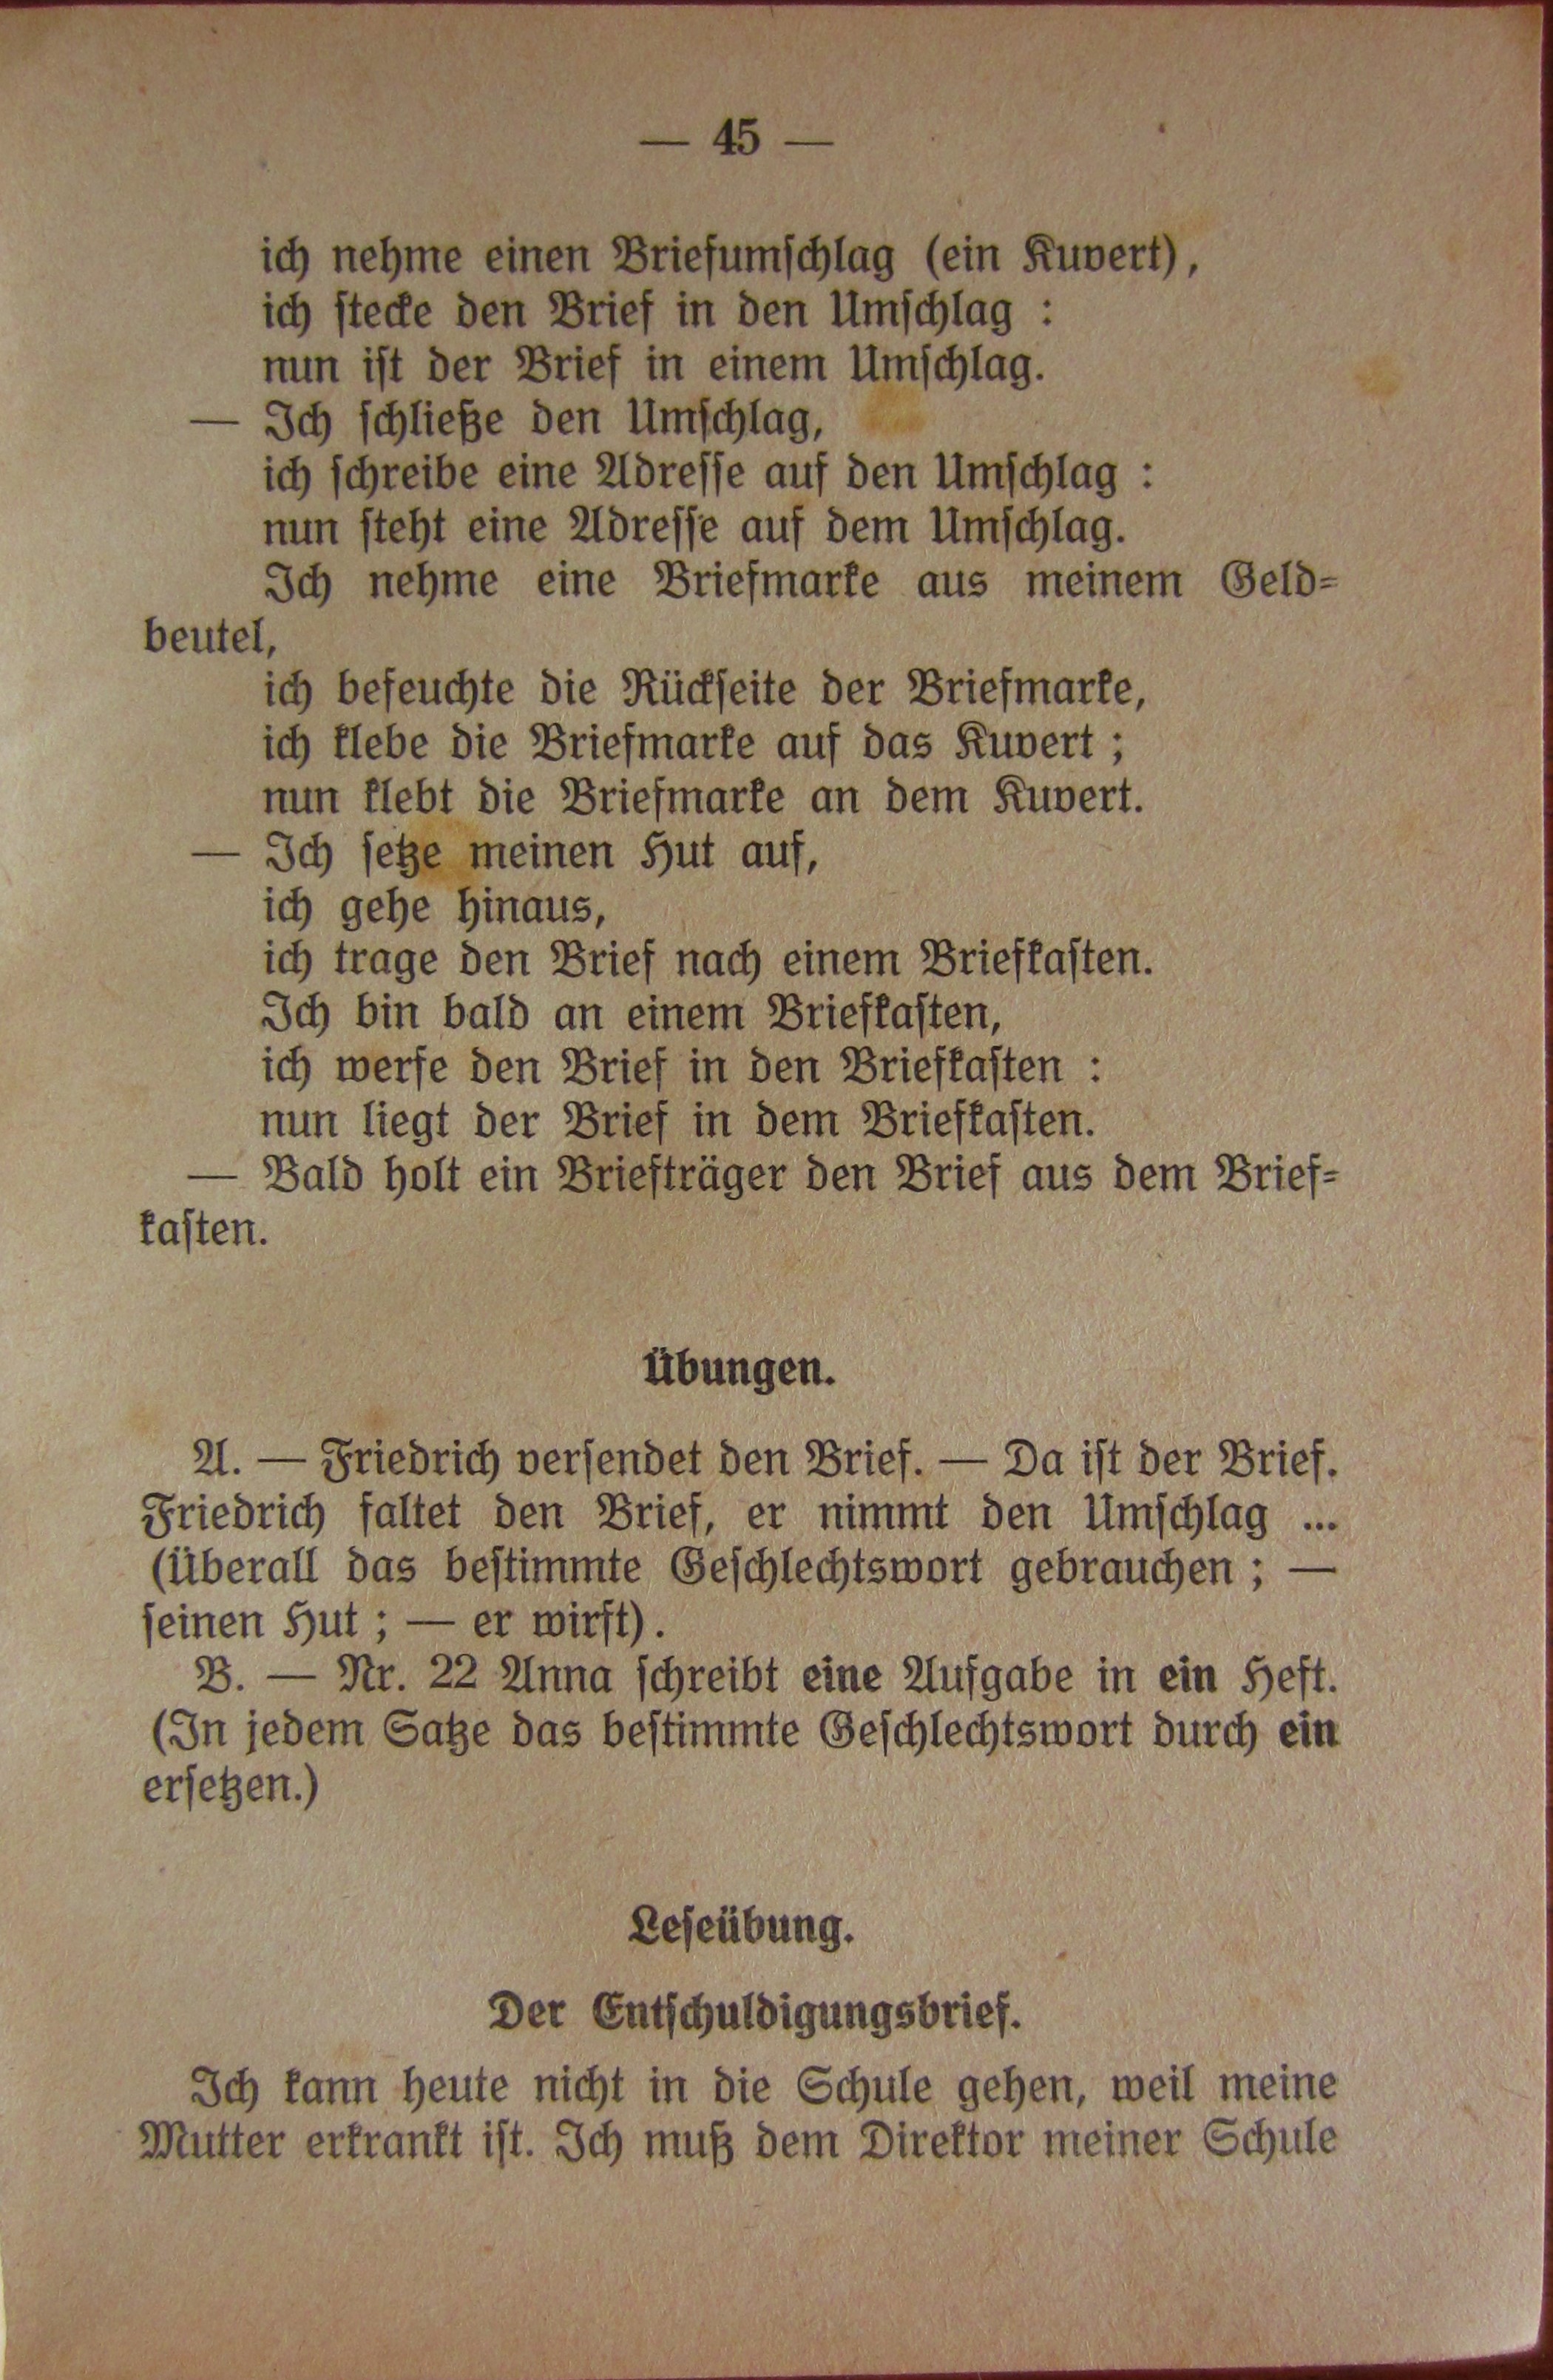 — 45 —
ich nehme einen Briefumschlag (ein Kuvert),
ich stecke den Brief in den Umschlag :
nun ist der Brief in einem Umschlag.
— Ich schließe den Umschlag,
ich schreibe eine Adresse auf den Umschlag :
nun steht eine Adresse auf dem Umschlag.
Ich nehme eine Briefmarke aus meinem Geld-
beutel,
ich befeuchte die Rückseite der Briefmarke,
ich klebe die Briefmarke auf das Kuvert ;
nun klebt die Briefmarke an dem Kuvert.
— Ich setze meinen Hut auf,
ich gehe hinaus,
ich trage den Brief nach einem Briefkasten.
Ich bin bald an einem Briefkasten,
ich werfe den Brief in den Briefkasten :
nun liegt der Brief in dem Briefkasten.
— Bald holt ein Briefträger den Brief aus dem Brief-
kasten.
Übungen.
A. — Friedrich versendet den Brief. — Da ist der Brief.
Friedrich faltet den Brief, er nimmt den Umschlag ...
(Überall das bestimmte Geschlechtswort gebrauchen ; —
seinen Hut ; — er wirft).
B. — Nr. 22 Anna schreibt eine Aufgabe in ein Heft.
(In jedem Satze das bestimmte Geschlechtswort durch ein
ersetzen.)
Leseübung.
Der Entschuldigungsbrief.
Ich kann heute nicht in die Schule gehen, weil meine
Mutter erkrankt ist. Ich muß dem Direktor meiner Schule